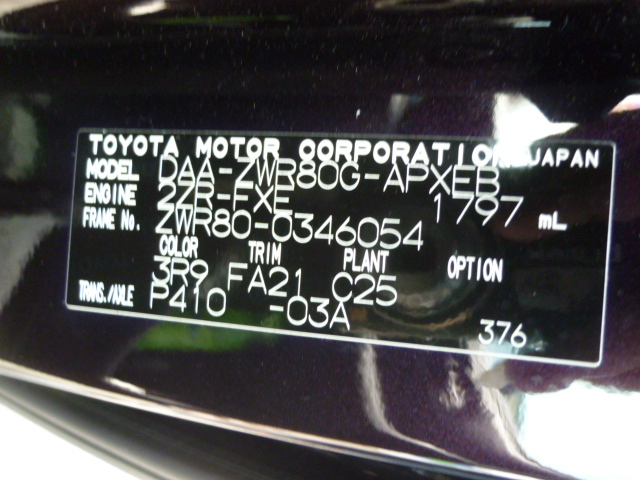 TOYOTA MOTOR CORPORATION JAPAN
MODEL DAA-ZWR80G-APXEB
ENGINE 2ZR-FXE 1797 mL
FRAME No. ZWR80-0346054
COLOR TRIM PLANT OPTION
3R9 FA21 C25
TRANS./AXLE P410 -03A
376